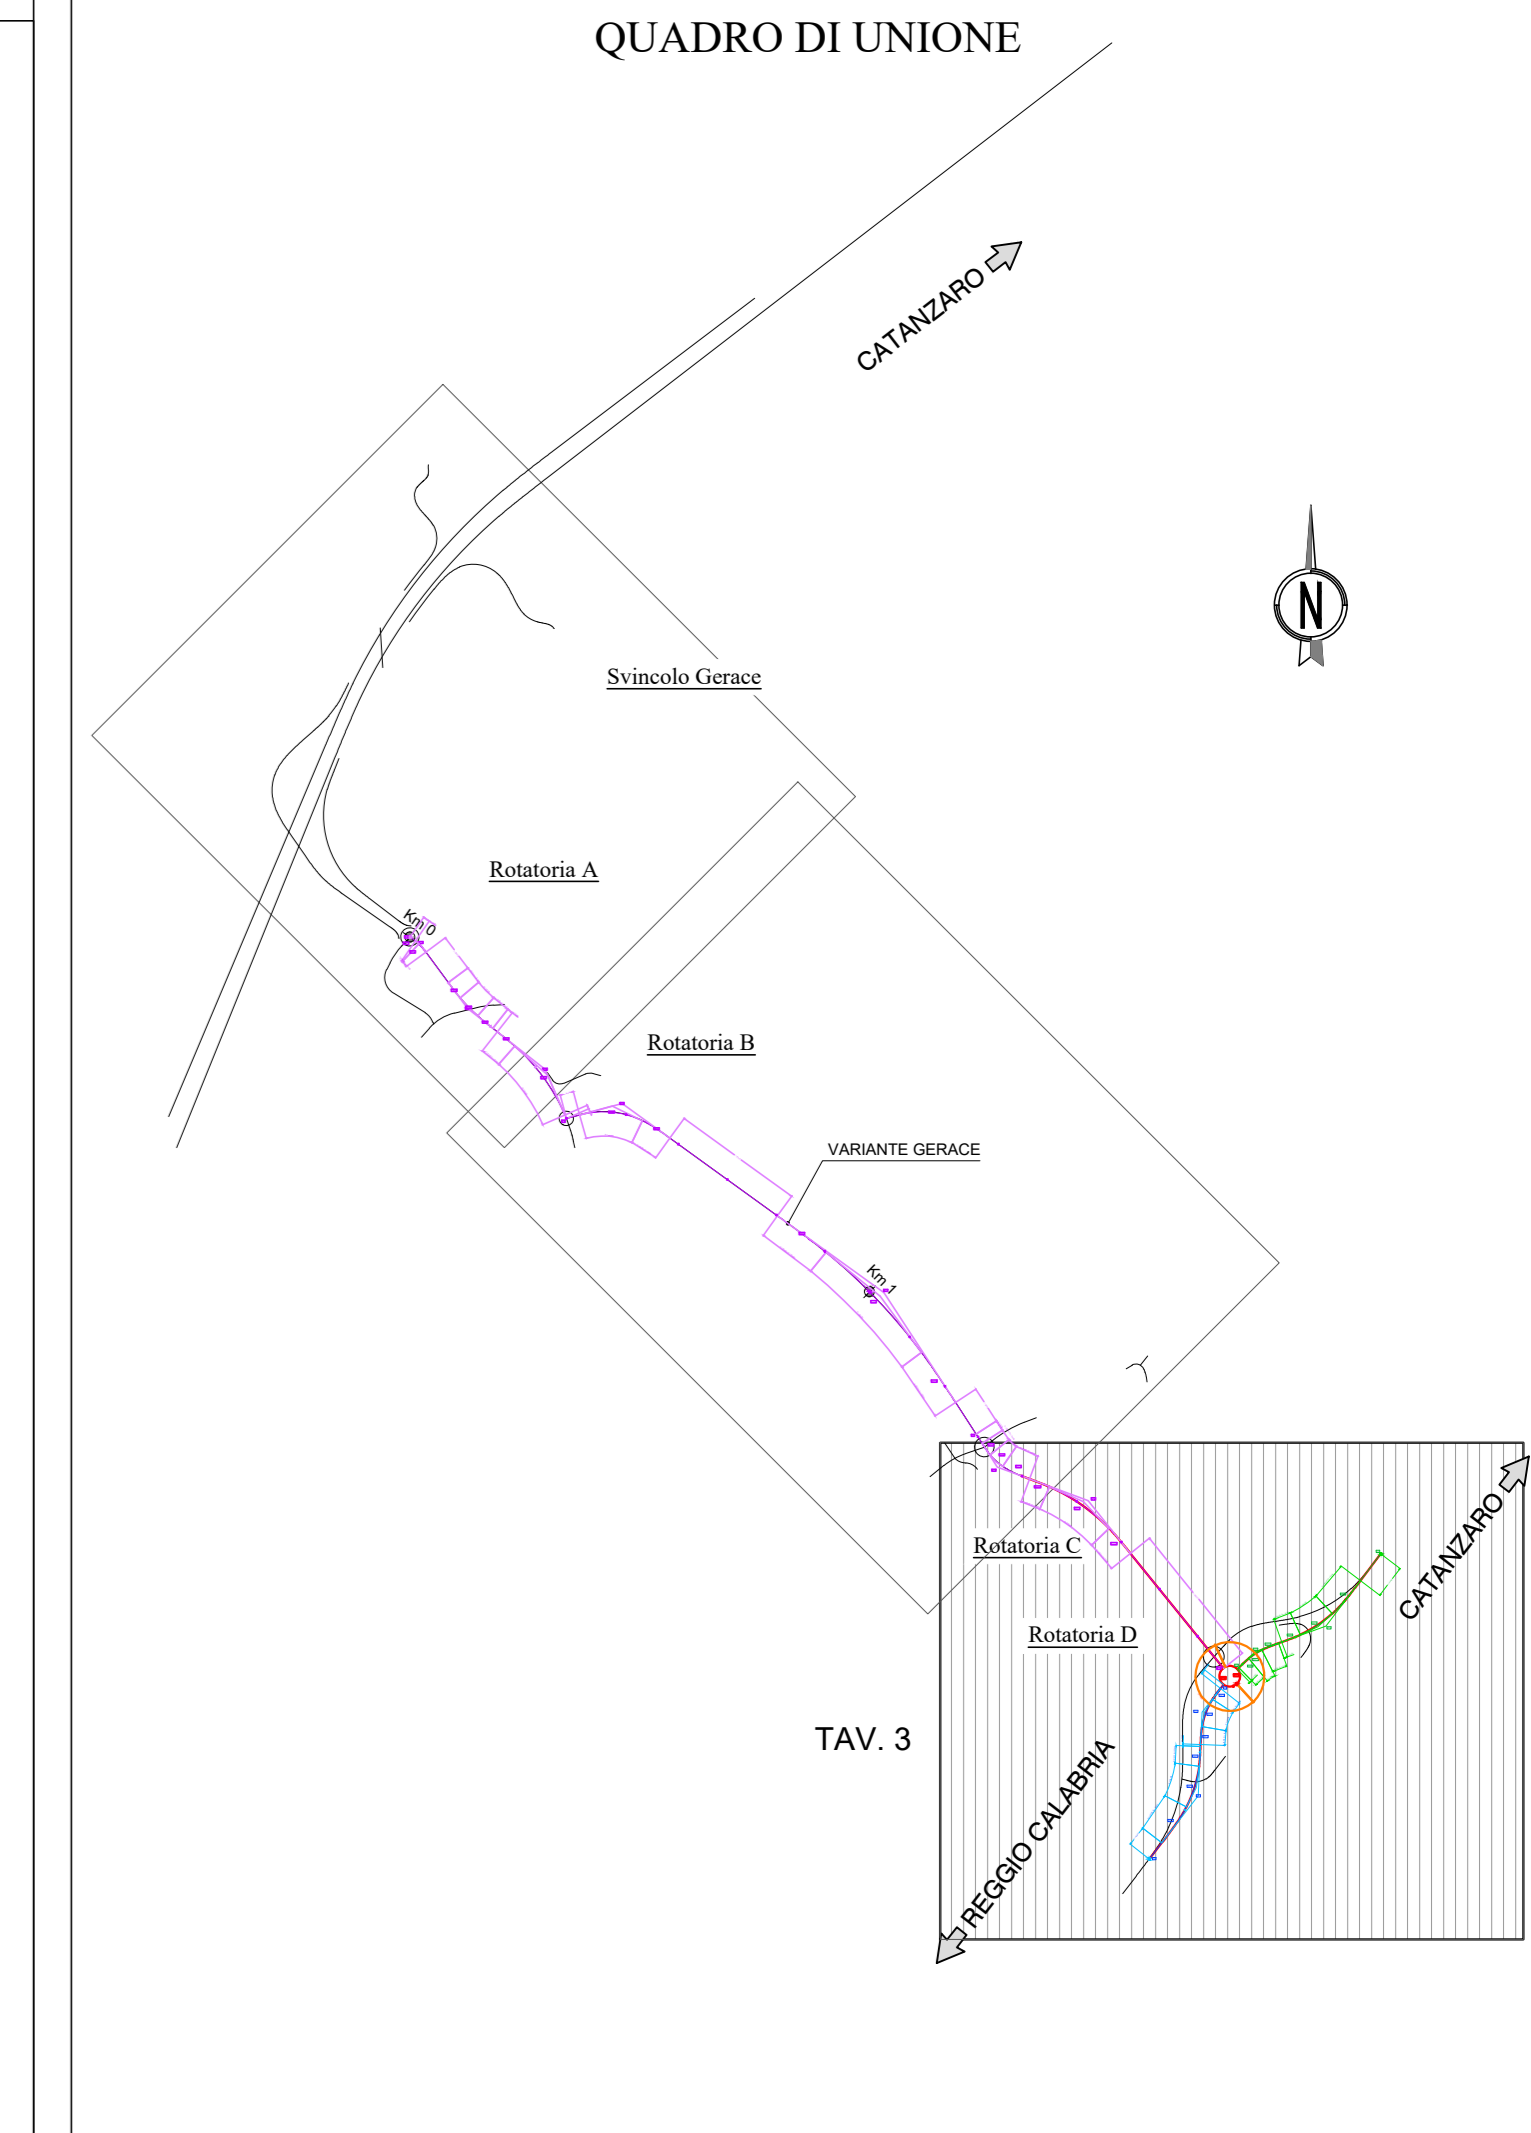 QUADRO DI UNIONE
CATANZARO
N
Svincolo Gerace
Rotatoria A
Km 0
Rotatoria B
VARIANTE GERACE
Km 1
Rotatoria C
CATANZARO
Rotatoria D
TAV. 3
REGGIO CALABRIA